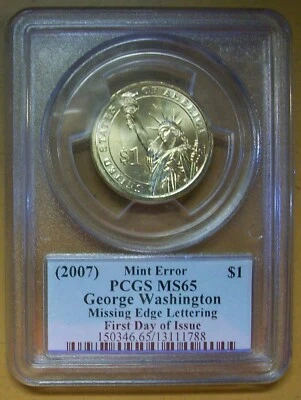 UNITED STATES OF AMERICA
$1
(2007) Mint Error $1
PCGS MS65
George Washington
Missing Edge Lettering
First Day of Issue
150346.65/13111788